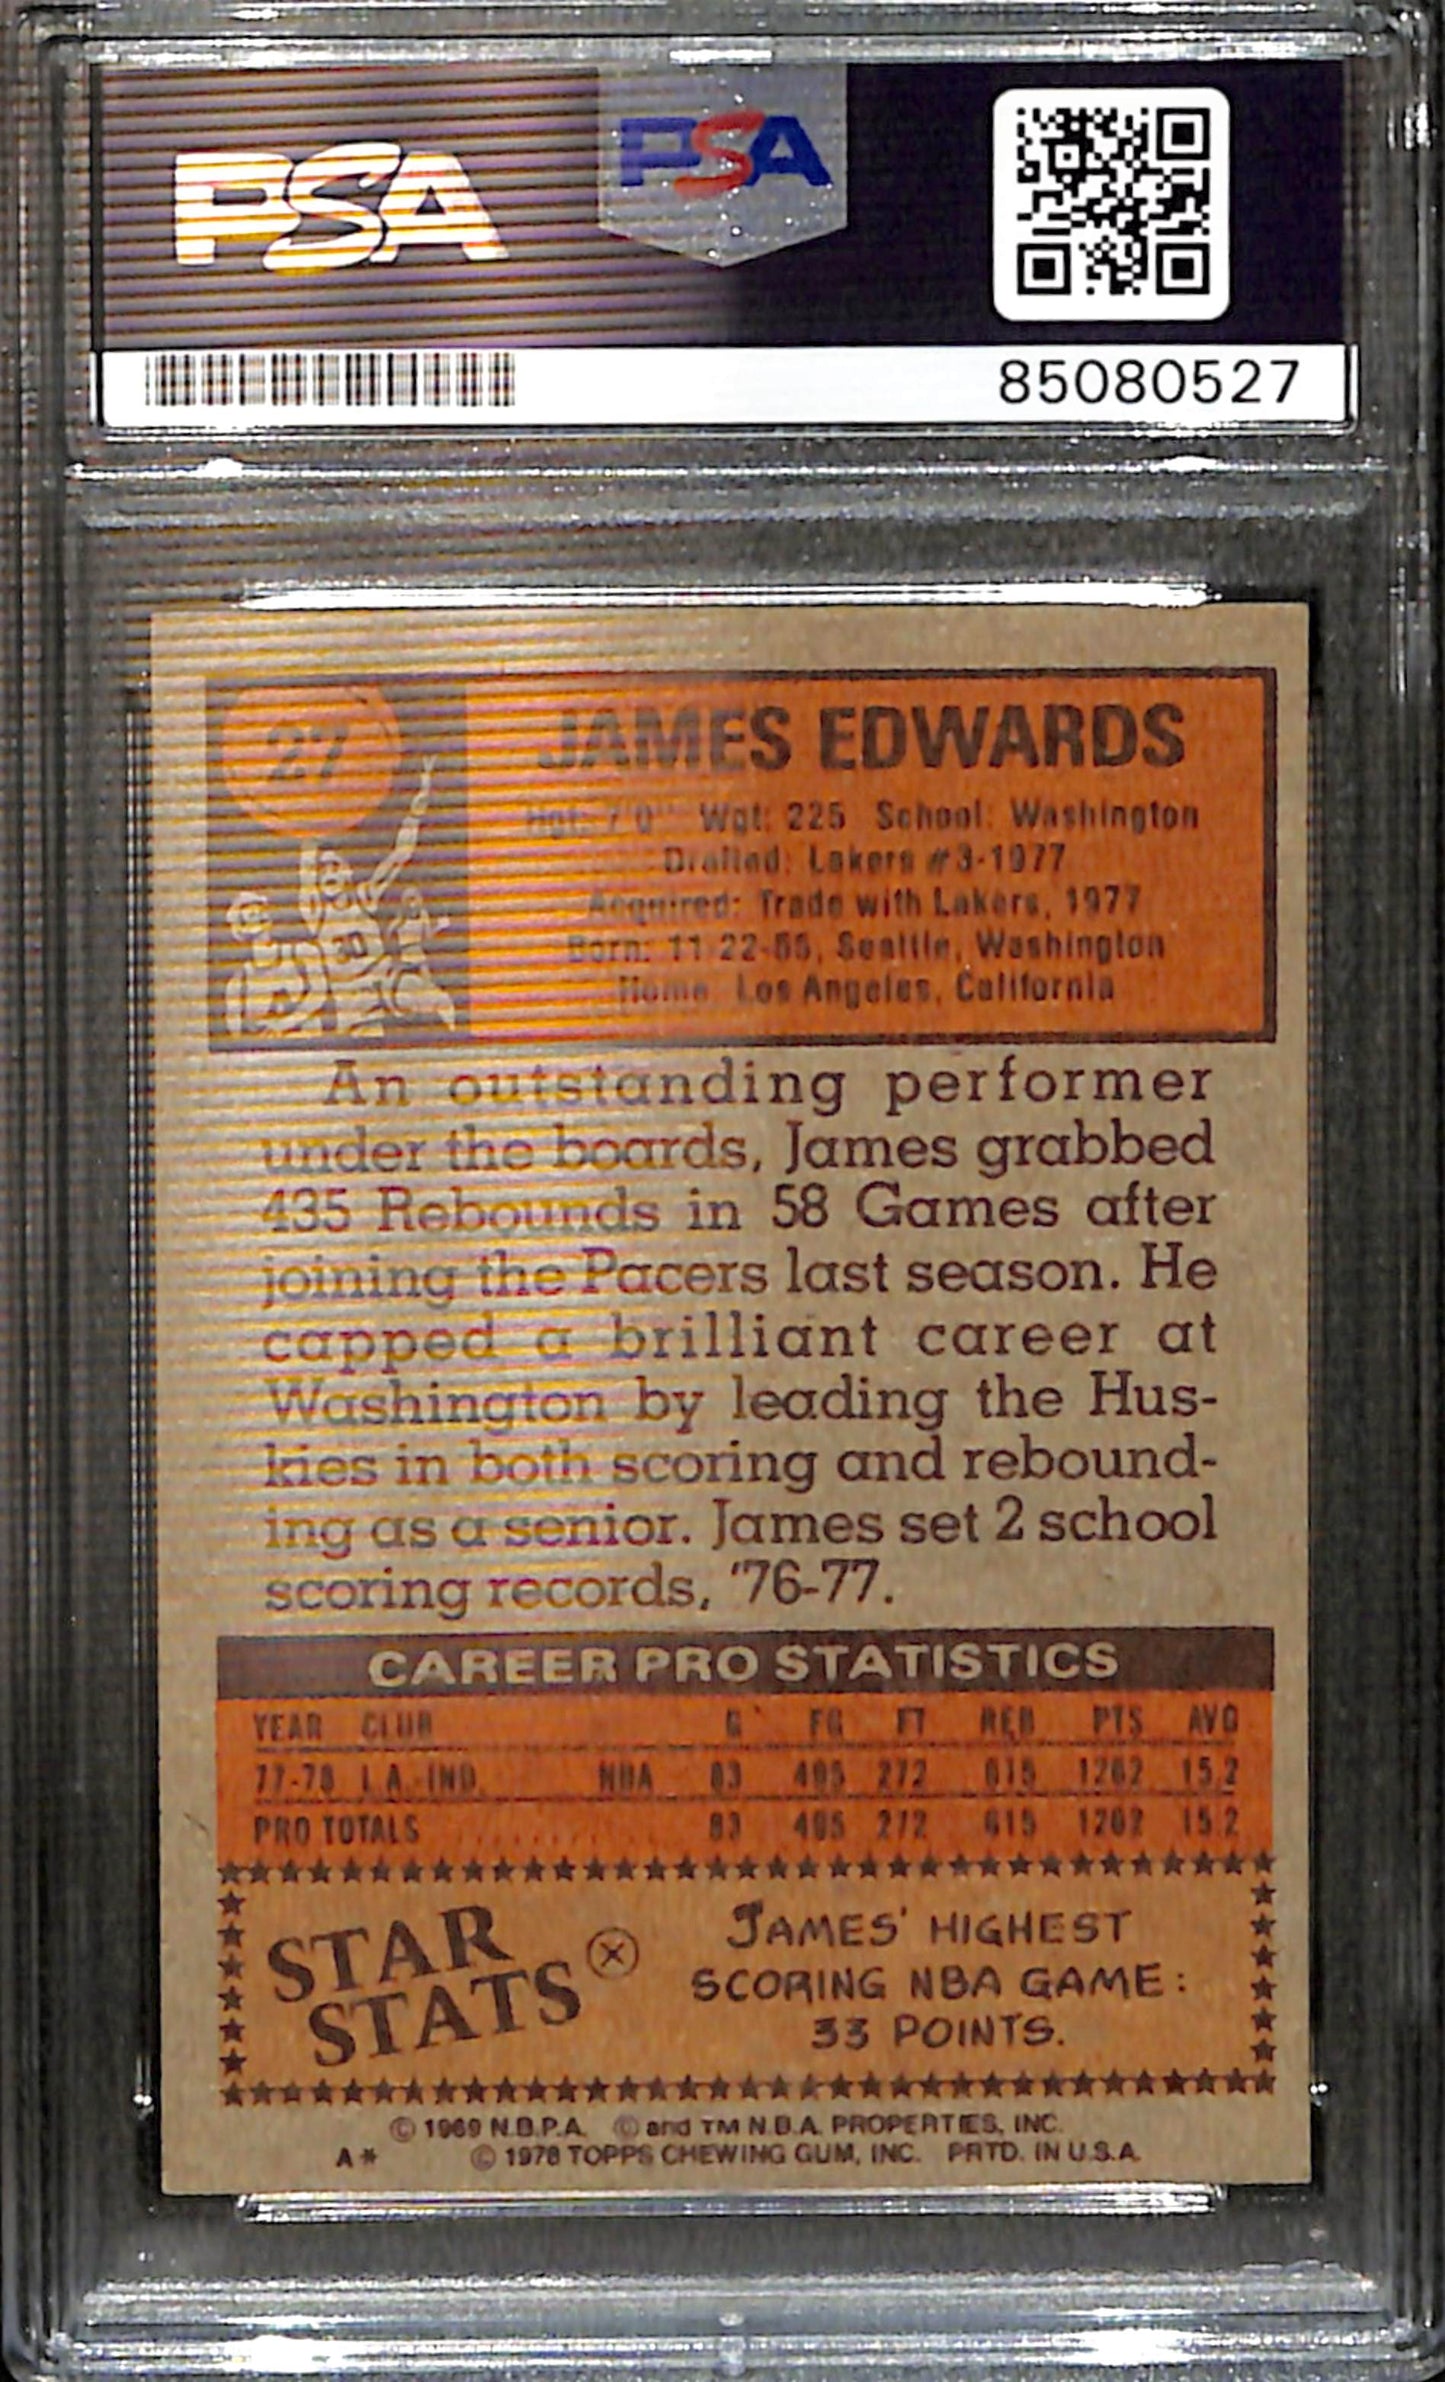 PSA
PSA
85080527
27
JAMES EDWARDS
Hgt: 7'0" Wgt: 225 School: Washington
Drafted: Lakers #3-1977
Acquired: Trade with Lakers, 1977
Born: 11-22-55, Seattle, Washington
Home: Los Angeles, California
An outstanding performer
under the boards, James grabbed
435 Rebounds in 58 Games after
joining the Pacers last season. He
capped a brilliant career at
Washington by leading the Hus-
kies in both scoring and rebound-
ing as a senior. James set 2 school
scoring records, '76-77.
CAREER PRO STATISTICS
YEAR CLUB G FG FT REB PTS AVG
77-78 L.A.-IND. NBA 83 495 272 615 1262 15.2
PRO TOTALS 83 495 272 615 1262 15.2
STAR
STATS
JAMES' HIGHEST
SCORING NBA GAME:
33 POINTS.
© 1969 N.B.P.A. © and TM N.B.A. PROPERTIES, INC.
A* © 1978 TOPPS CHEWING GUM, INC. PRTD. IN U.S.A.